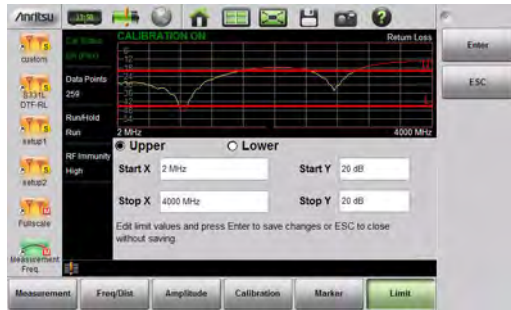 Anritsu 13:58
CALIBRATION ON Return Loss
Cal Status
Data Points
259
Run/Hold
Run
RF Immunity
High
custom
S331L
DTF-RL
setup1
setup2
Fullscale
Measurement
Freq.
2 MHz 4000 MHz
Upper Lower
Start X 2 MHz Start Y 20 dB
Stop X 4000 MHz Stop Y 20 dB
Edit limit values and press Enter to save changes or ESC to close
without saving.
Enter
ESC
Measurement Freq/Dist Amplitude Calibration Marker Limit